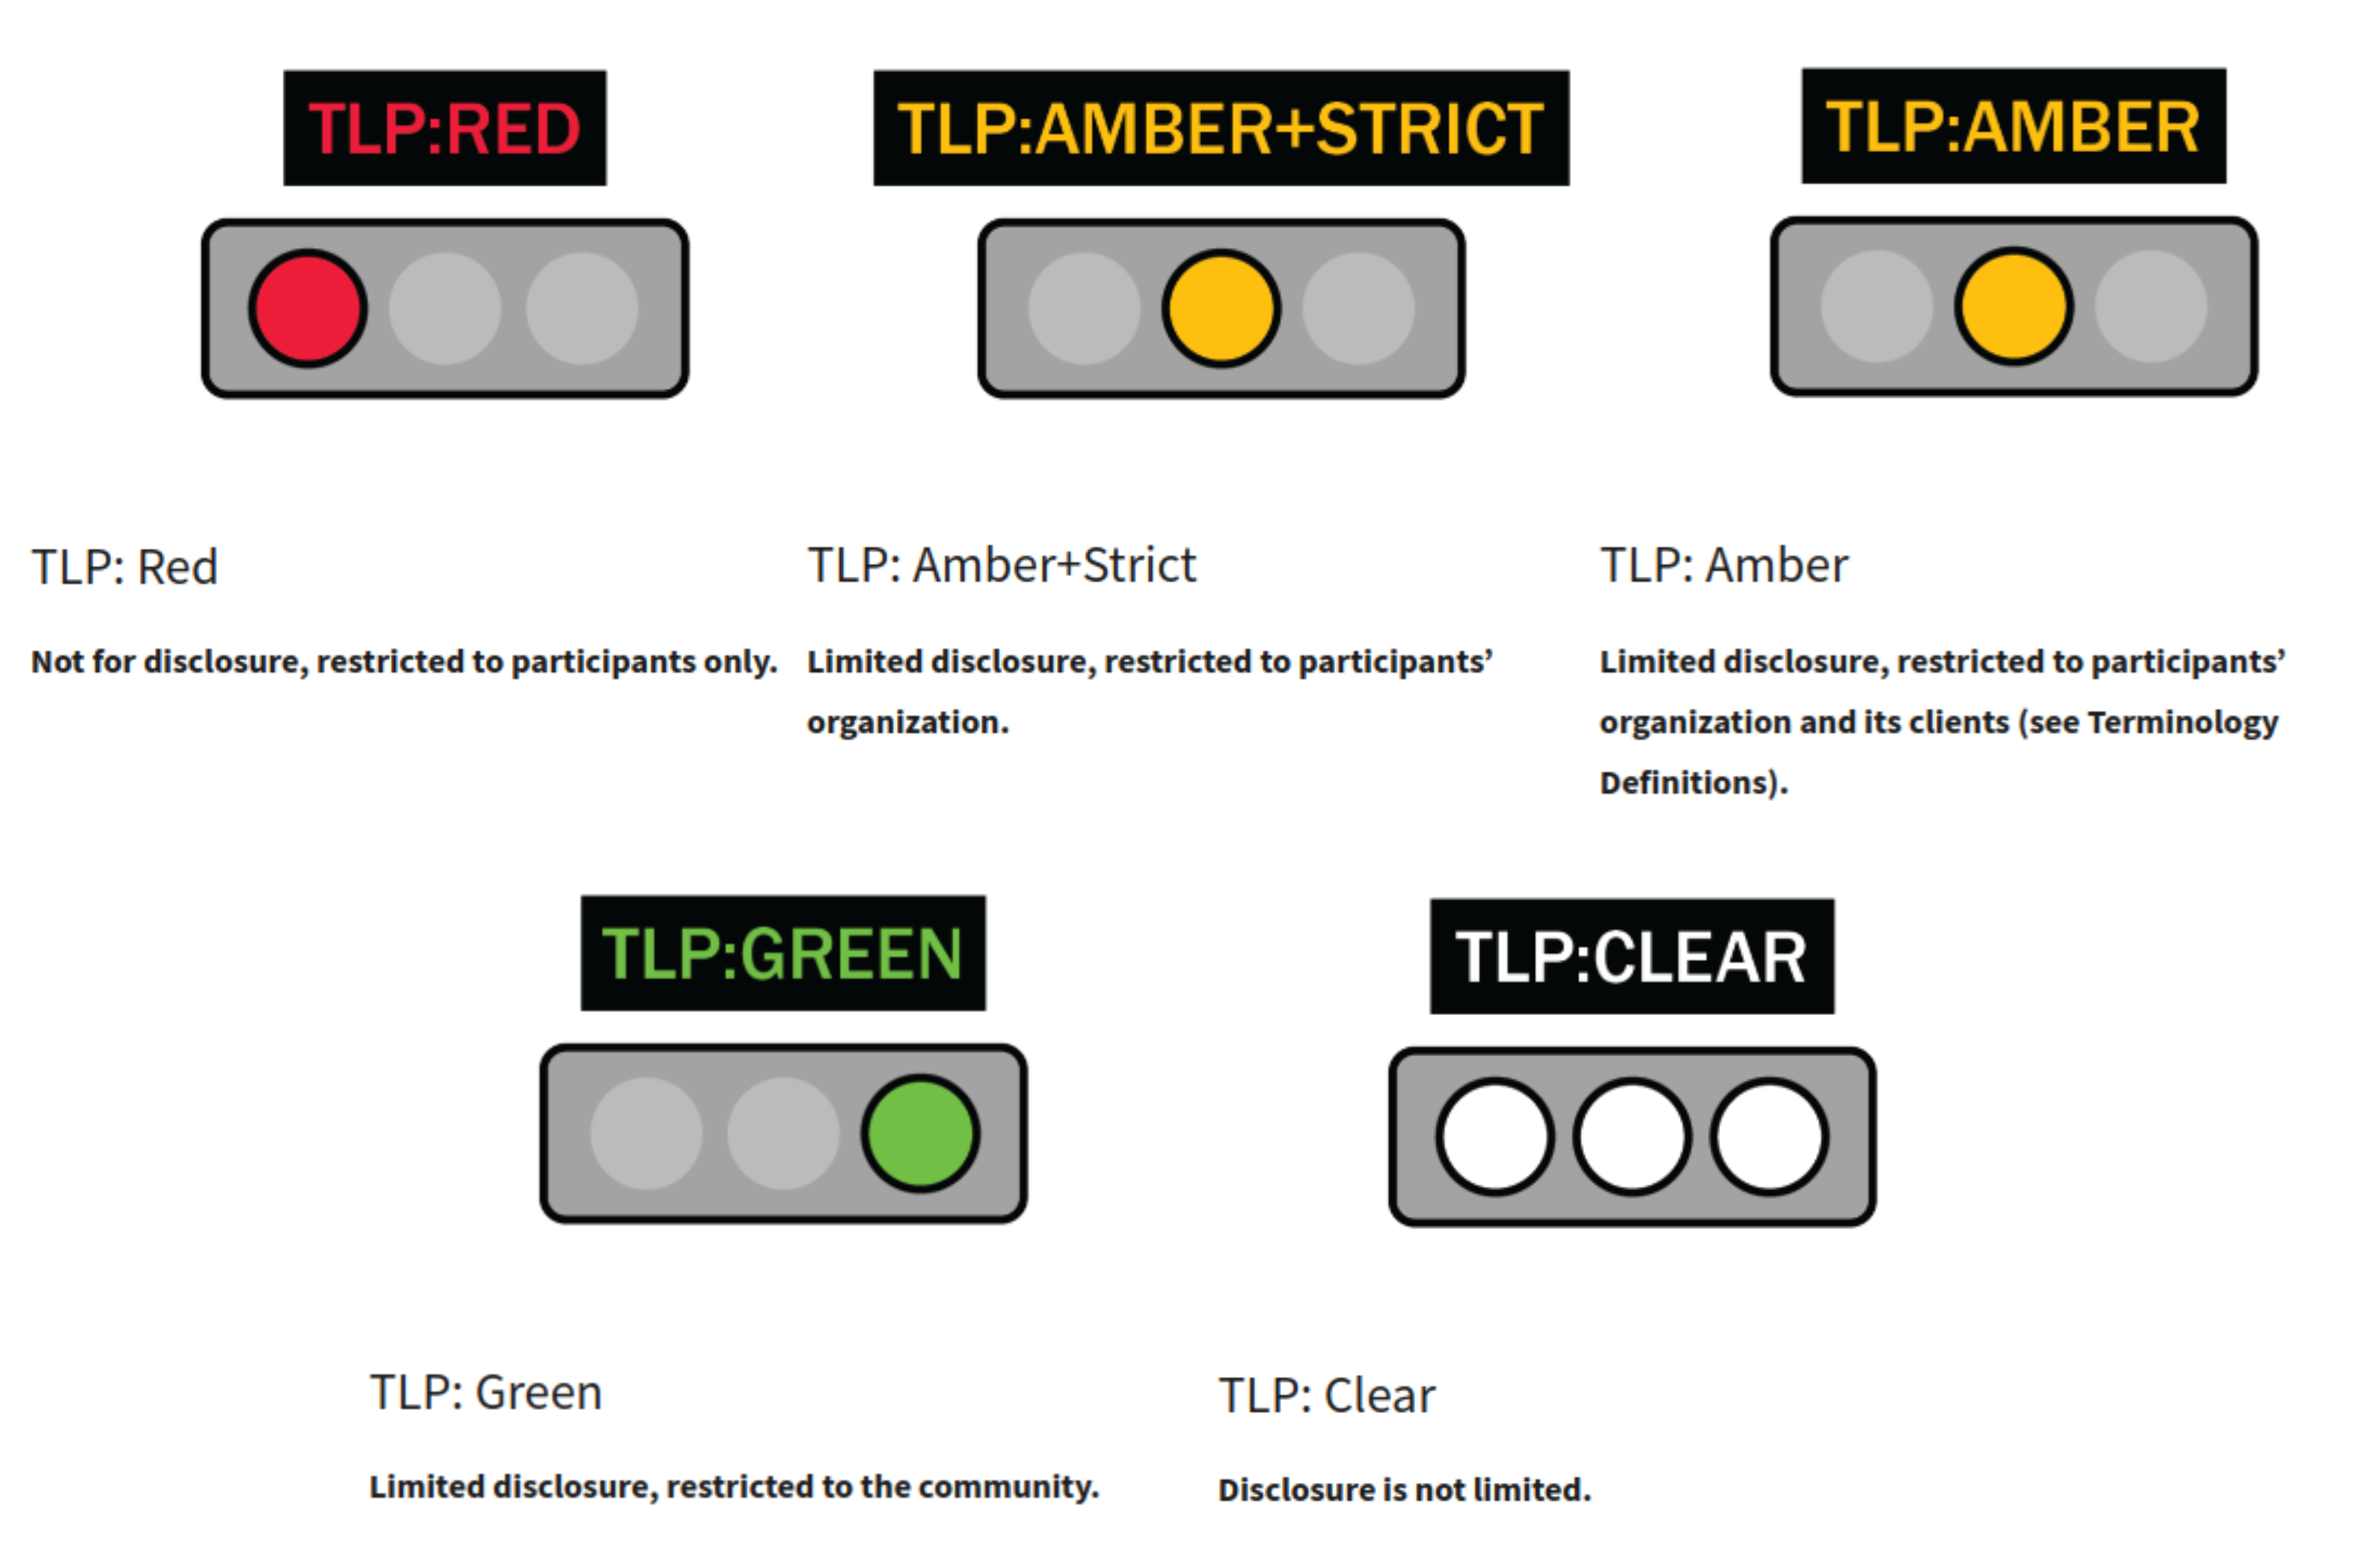 TLP:RED
TLP:AMBER+STRICT
TLP:AMBER
TLP: Red
Not for disclosure, restricted to participants only.
TLP: Amber+Strict
Limited disclosure, restricted to participants’
organization.
TLP: Amber
Limited disclosure, restricted to participants’
organization and its clients (see Terminology
Definitions).
TLP:GREEN
TLP:CLEAR
TLP: Green
Limited disclosure, restricted to the community.
TLP: Clear
Disclosure is not limited.